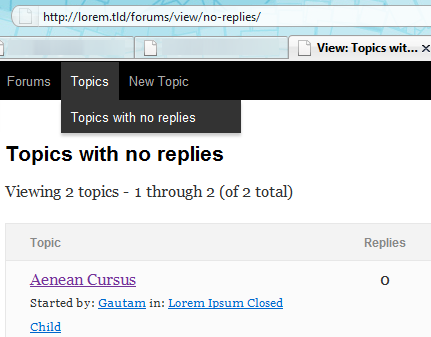 http://lorem.tld/forums/view/no-replies/
View: Topics wit...
Forums Topics New Topic
Topics with no replies
Topics with no replies
Viewing 2 topics - 1 through 2 (of 2 total)
Topic Replies
Aenean Cursus 0
Started by: Gautam in: Lorem Ipsum Closed
Child